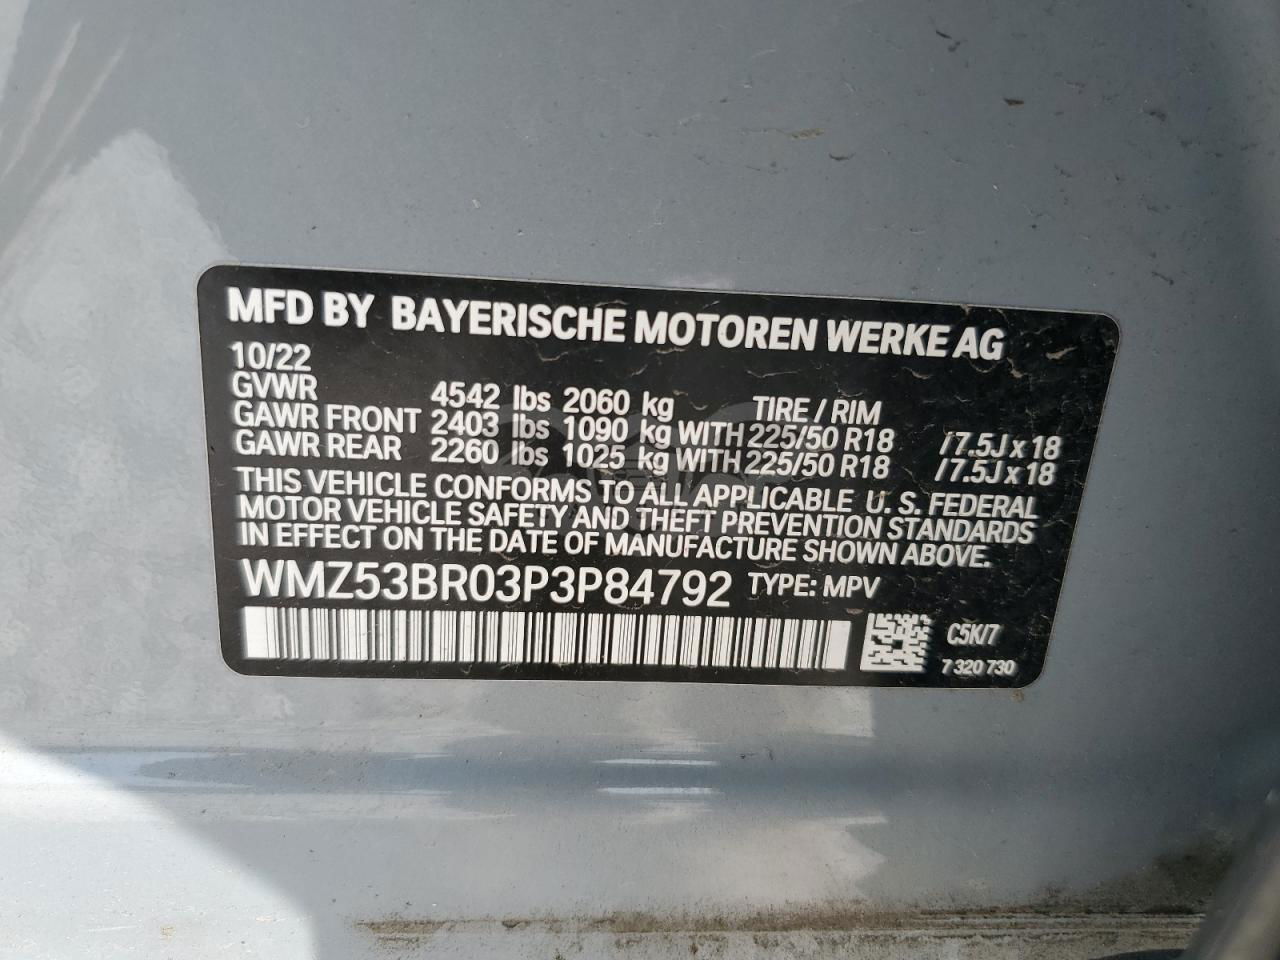 MFD BY BAYERISCHE MOTOREN WERKE AG
10/22
GVWR 4542 lbs 2060 kg TIRE / RIM
GAWR FRONT 2403 lbs 1090 kg WITH 225/50 R18 /7.5J x 18
GAWR REAR 2260 lbs 1025 kg WITH 225/50 R18 /7.5J x 18
THIS VEHICLE CONFORMS TO ALL APPLICABLE U. S. FEDERAL
MOTOR VEHICLE SAFETY AND THEFT PREVENTION STANDARDS
IN EFFECT ON THE DATE OF MANUFACTURE SHOWN ABOVE.
WMZ53BR03P3P84792 TYPE: MPV
C5K/7
7 320 730